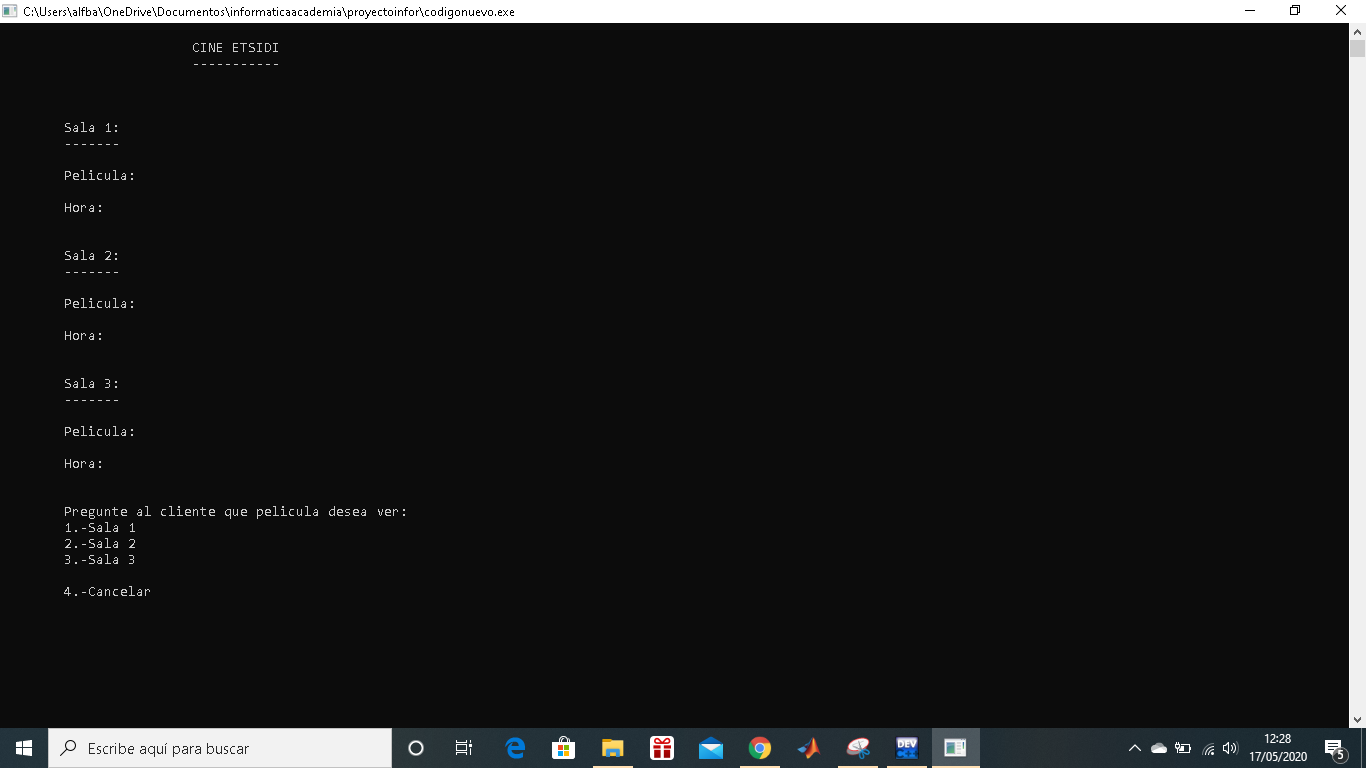 C:\Users\alfba\OneDrive\Documentos\informaticaacademia\proyectoinfor\codigonuevo.exe
CINE ETSIDI
-----------
Sala 1:
-------
Pelicula:
Hora:
Sala 2:
-------
Pelicula:
Hora:
Sala 3:
-------
Pelicula:
Hora:
Pregunte al cliente que pelicula desea ver:
1.-Sala 1
2.-Sala 2
3.-Sala 3
4.-Cancelar
Escribe aquí para buscar
DEV
C++
12:28
17/05/2020
5